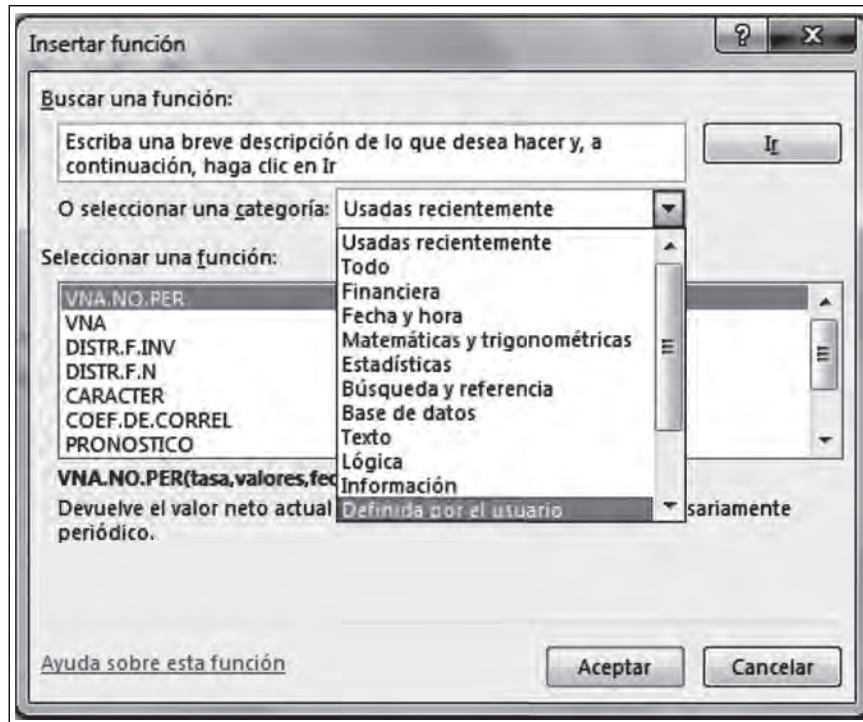 Insertar función
Buscar una función:
Escriba una breve descripción de lo que desea hacer y, a
continuación, haga clic en Ir
Ir
O seleccionar una categoría: Usadas recientemente
Usadas recientemente
Todo
Financiera
Fecha y hora
Matemáticas y trigonométricas
Estadísticas
Búsqueda y referencia
Base de datos
Texto
Lógica
Información
Definida por el usuario
Seleccionar una función:
VNA.NO.PER
VNA
DISTR.F.INV
DISTR.F.N
CARACTER
COEF.DE.CORREL
PRONOSTICO
VNA.NO.PER(tasa,valores,fec
Devuelve el valor neto actual sariamente
periódico.
Ayuda sobre esta función
Aceptar
Cancelar